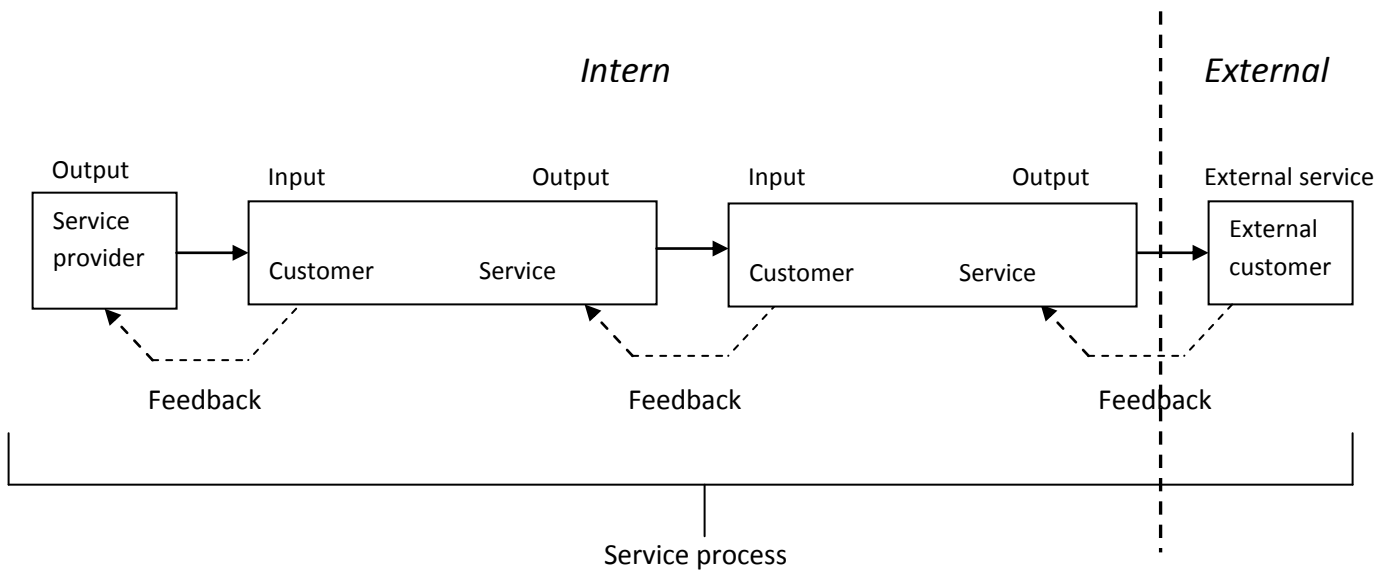 Intern
External
Output
Input
Output
Input
Output
External service
Service
provider
Customer
Service
Customer
Service
External
customer
Feedback
Feedback
Feedback
Service process